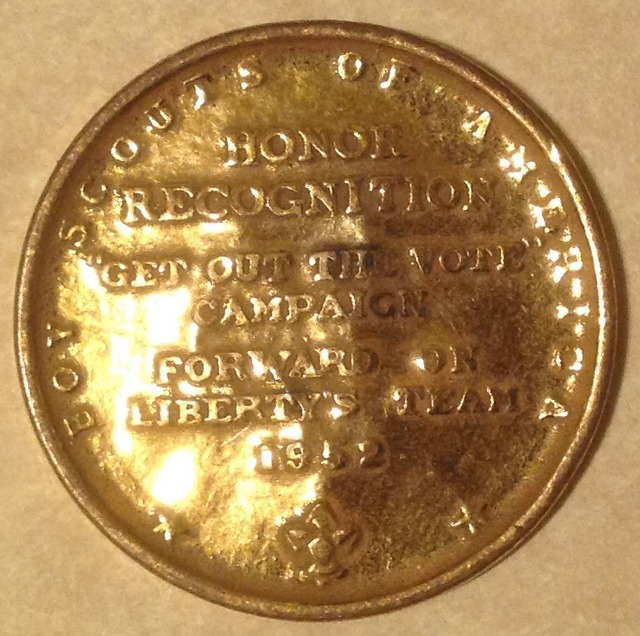 BOY SCOUTS OF AMERICA
HONOR
RECOGNITION
"GET OUT THE VOTE"
CAMPAIGN
FORWARD ON
LIBERTY'S TEAM
1952